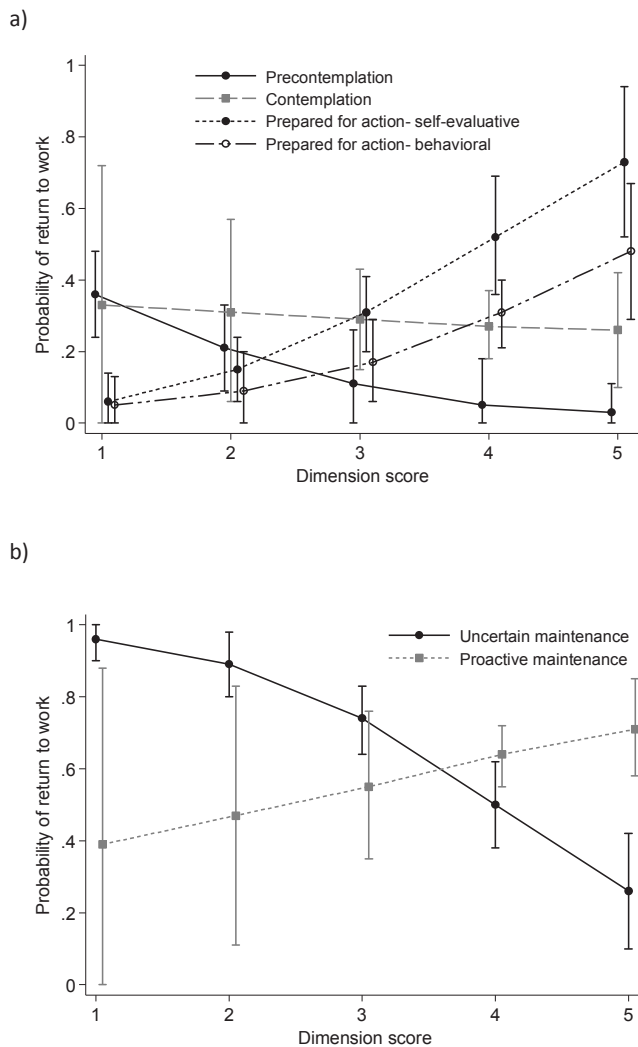 a)
1
.8
.6
.4
.2
0
Probability of return to work
Precontemplation
Contemplation
Prepared for action- self-evaluative
Prepared for action- behavioral
1 2 3 4 5
Dimension score
b)
1
.8
.6
.4
.2
0
Probability of return to work
Uncertain maintenance
Proactive maintenance
1 2 3 4 5
Dimension score